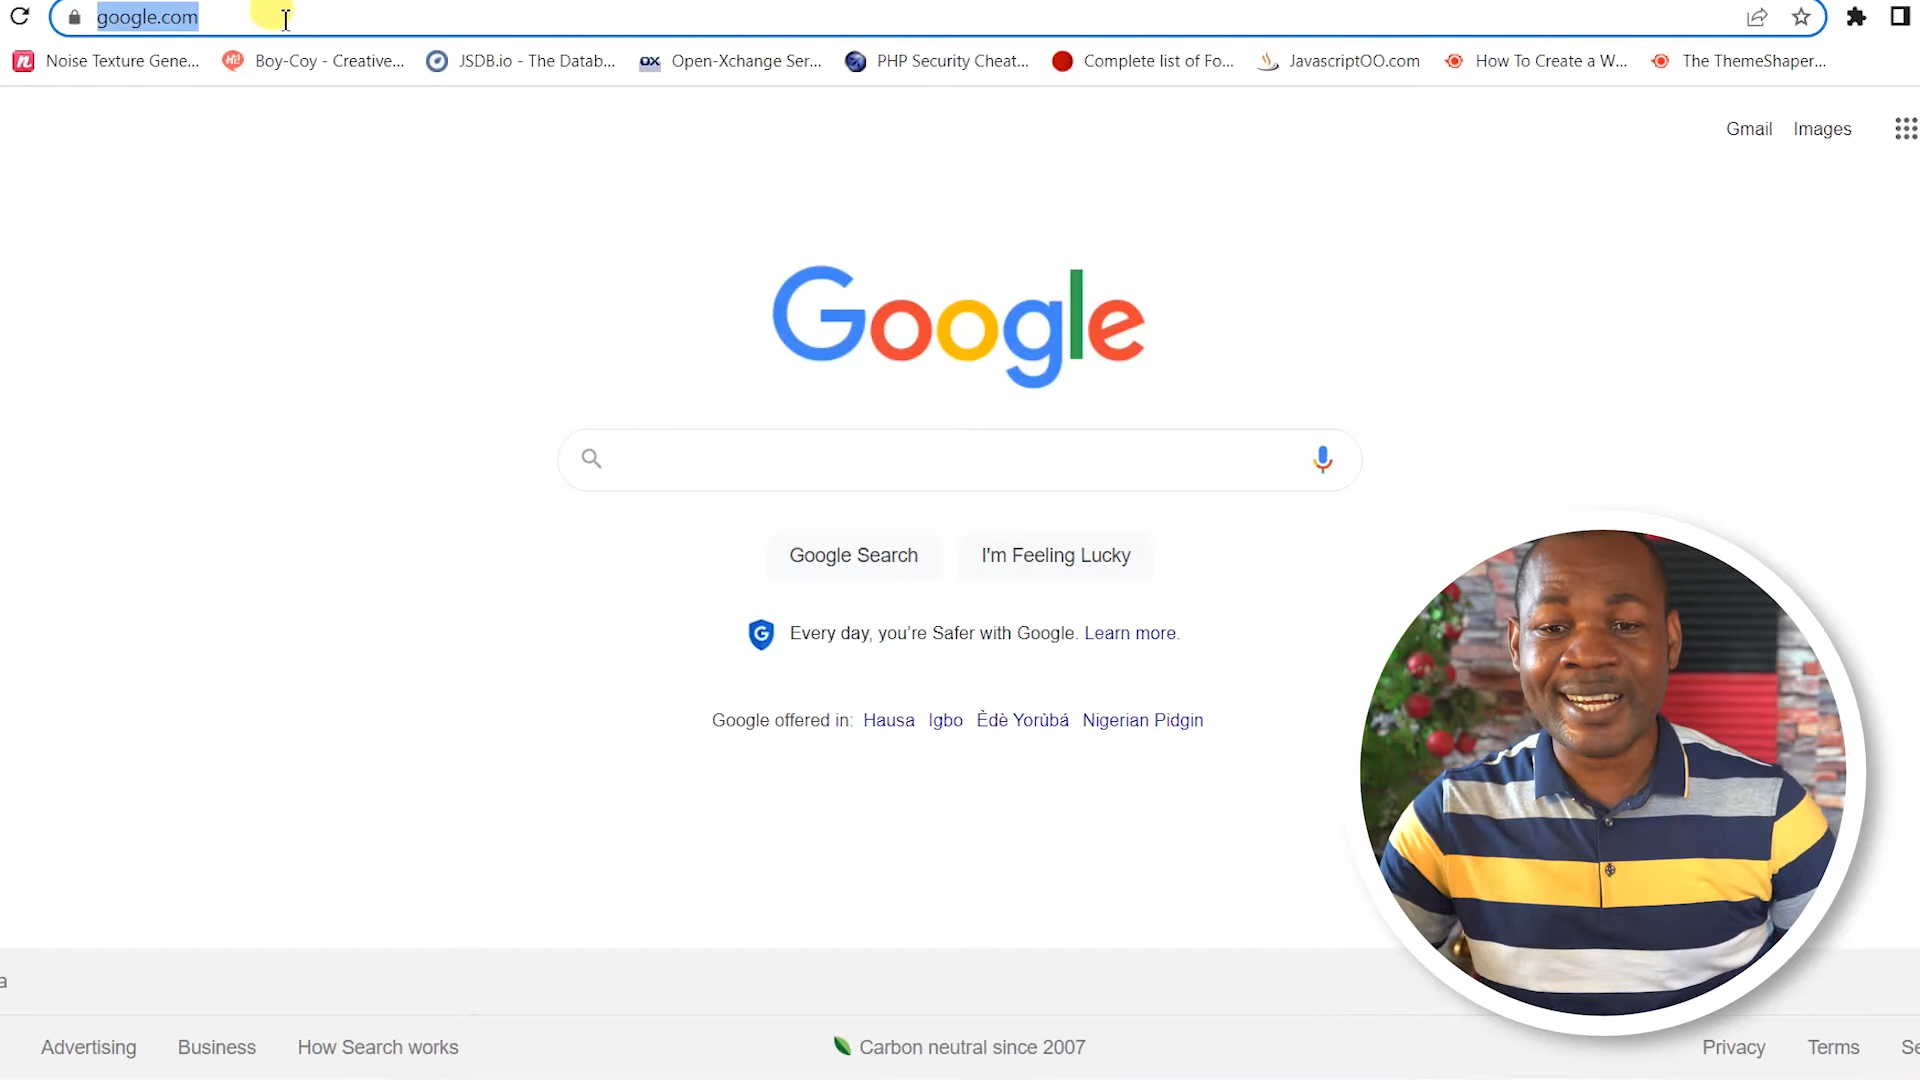 google.com
Noise Texture Gene... Boy-Coy - Creative... JSDB.io - The Datab... OX Open-Xchange Ser... PHP Security Cheat... Complete list of Fo... JavascriptOO.com How To Create a W... The ThemeShaper...
Gmail Images
Google
Google Search I'm Feeling Lucky
G Every day, you're Safer with Google. Learn more.
Google offered in: Hausa Igbo Èdè Yorùbá Nigerian Pidgin
a
Advertising Business How Search works Carbon neutral since 2007 Privacy Terms Se